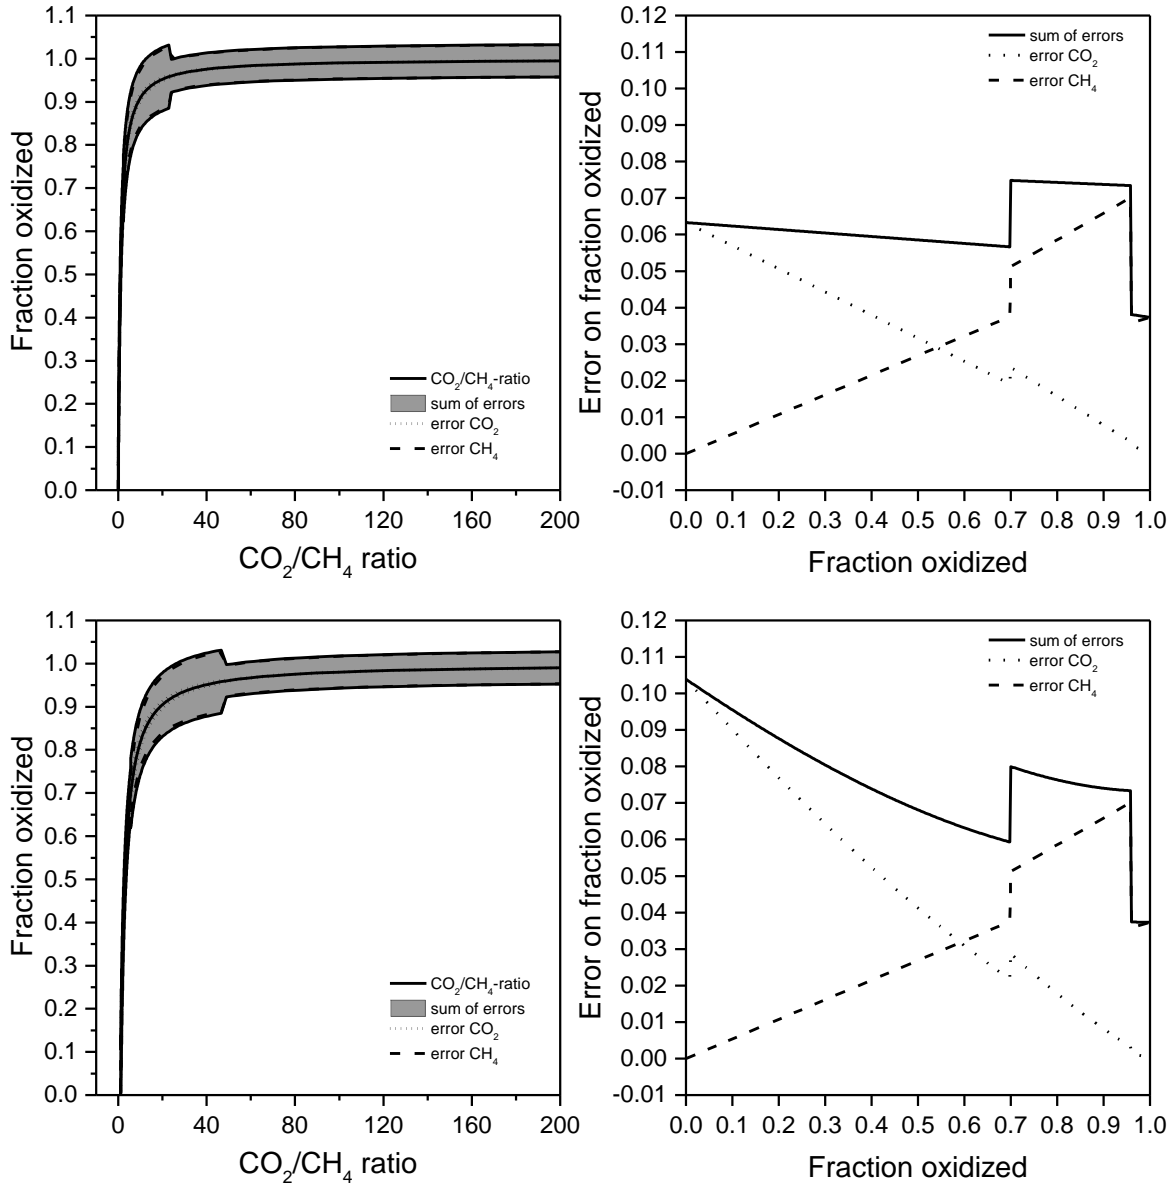 1.1
1.0
0.9
0.8
0.7
0.6
0.5
0.4
0.3
0.2
0.1
0.0
Fraction oxidized
CO₂/CH₄-ratio
sum of errors
error CO₂
error CH₄
0 40 80 120 160 200
CO₂/CH₄ ratio
0.12
0.11
0.10
0.09
0.08
0.07
0.06
0.05
0.04
0.03
0.02
0.01
0.00
-0.01
Error on fraction oxidized
sum of errors
error CO₂
error CH₄
0.0 0.1 0.2 0.3 0.4 0.5 0.6 0.7 0.8 0.9 1.0
Fraction oxidized
1.1
1.0
0.9
0.8
0.7
0.6
0.5
0.4
0.3
0.2
0.1
0.0
Fraction oxidized
CO₂/CH₄-ratio
sum of errors
error CO₂
error CH₄
0 40 80 120 160 200
CO₂/CH₄ ratio
0.12
0.11
0.10
0.09
0.08
0.07
0.06
0.05
0.04
0.03
0.02
0.01
0.00
-0.01
Error on fraction oxidized
sum of errors
error CO₂
error CH₄
0.0 0.1 0.2 0.3 0.4 0.5 0.6 0.7 0.8 0.9 1.0
Fraction oxidized